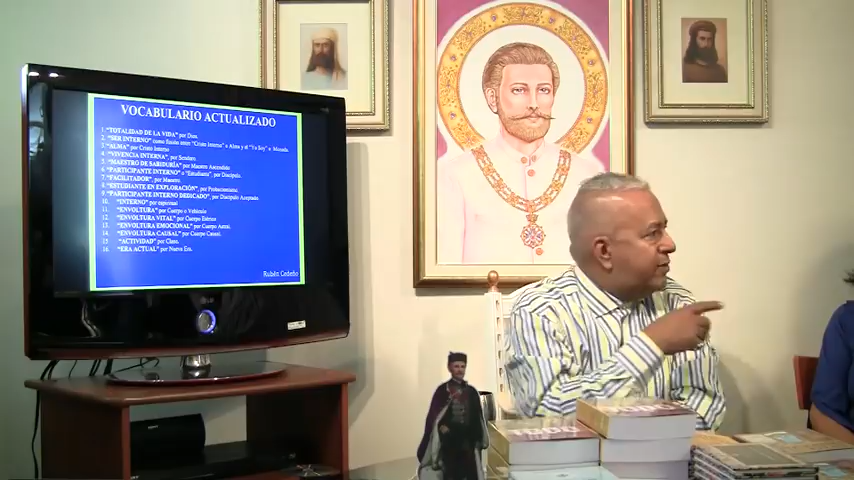 VOCABULARIO ACTUALIZADO
1. "TOTALIDAD DE LA VIDA" por Dios.
2. "SER INTERNO" como fusión entre "Cristo Interno" o Alma y el "Yo Soy" o Monada.
3. "ALMA" por Cristo Interno
4. "VIVENCIA INTERNA", por Sendero
5. "MAESTRO DE SABIDURÍA", por Maestro Ascendido
6. "PARTICIPANTE INTERNO" o "Estudiante", por Discípulo.
7. "FACILITADOR", por Maestro.
8. "ESTUDIANTE EN EXPLORACIÓN", por
9. "PARTICIPANTE INTERNO DEDICADO", por Discípulo Aceptado.
10. "INTERNO" por espiritual
11. "ENVOLTURA" por Cuerpo o Vehículo
12. "ENVOLTURA VITAL" por Cuerpo Etérico
13. "ENVOLTURA EMOCIONAL" por Cuerpo Astral.
14. "ENVOLTURA CAUSAL" por Cuerpo Causal.
15. "ACTIVIDAD" por Clase.
16. "ERA ACTUAL" por Nueva Era.
Rubén Cedeño
LG